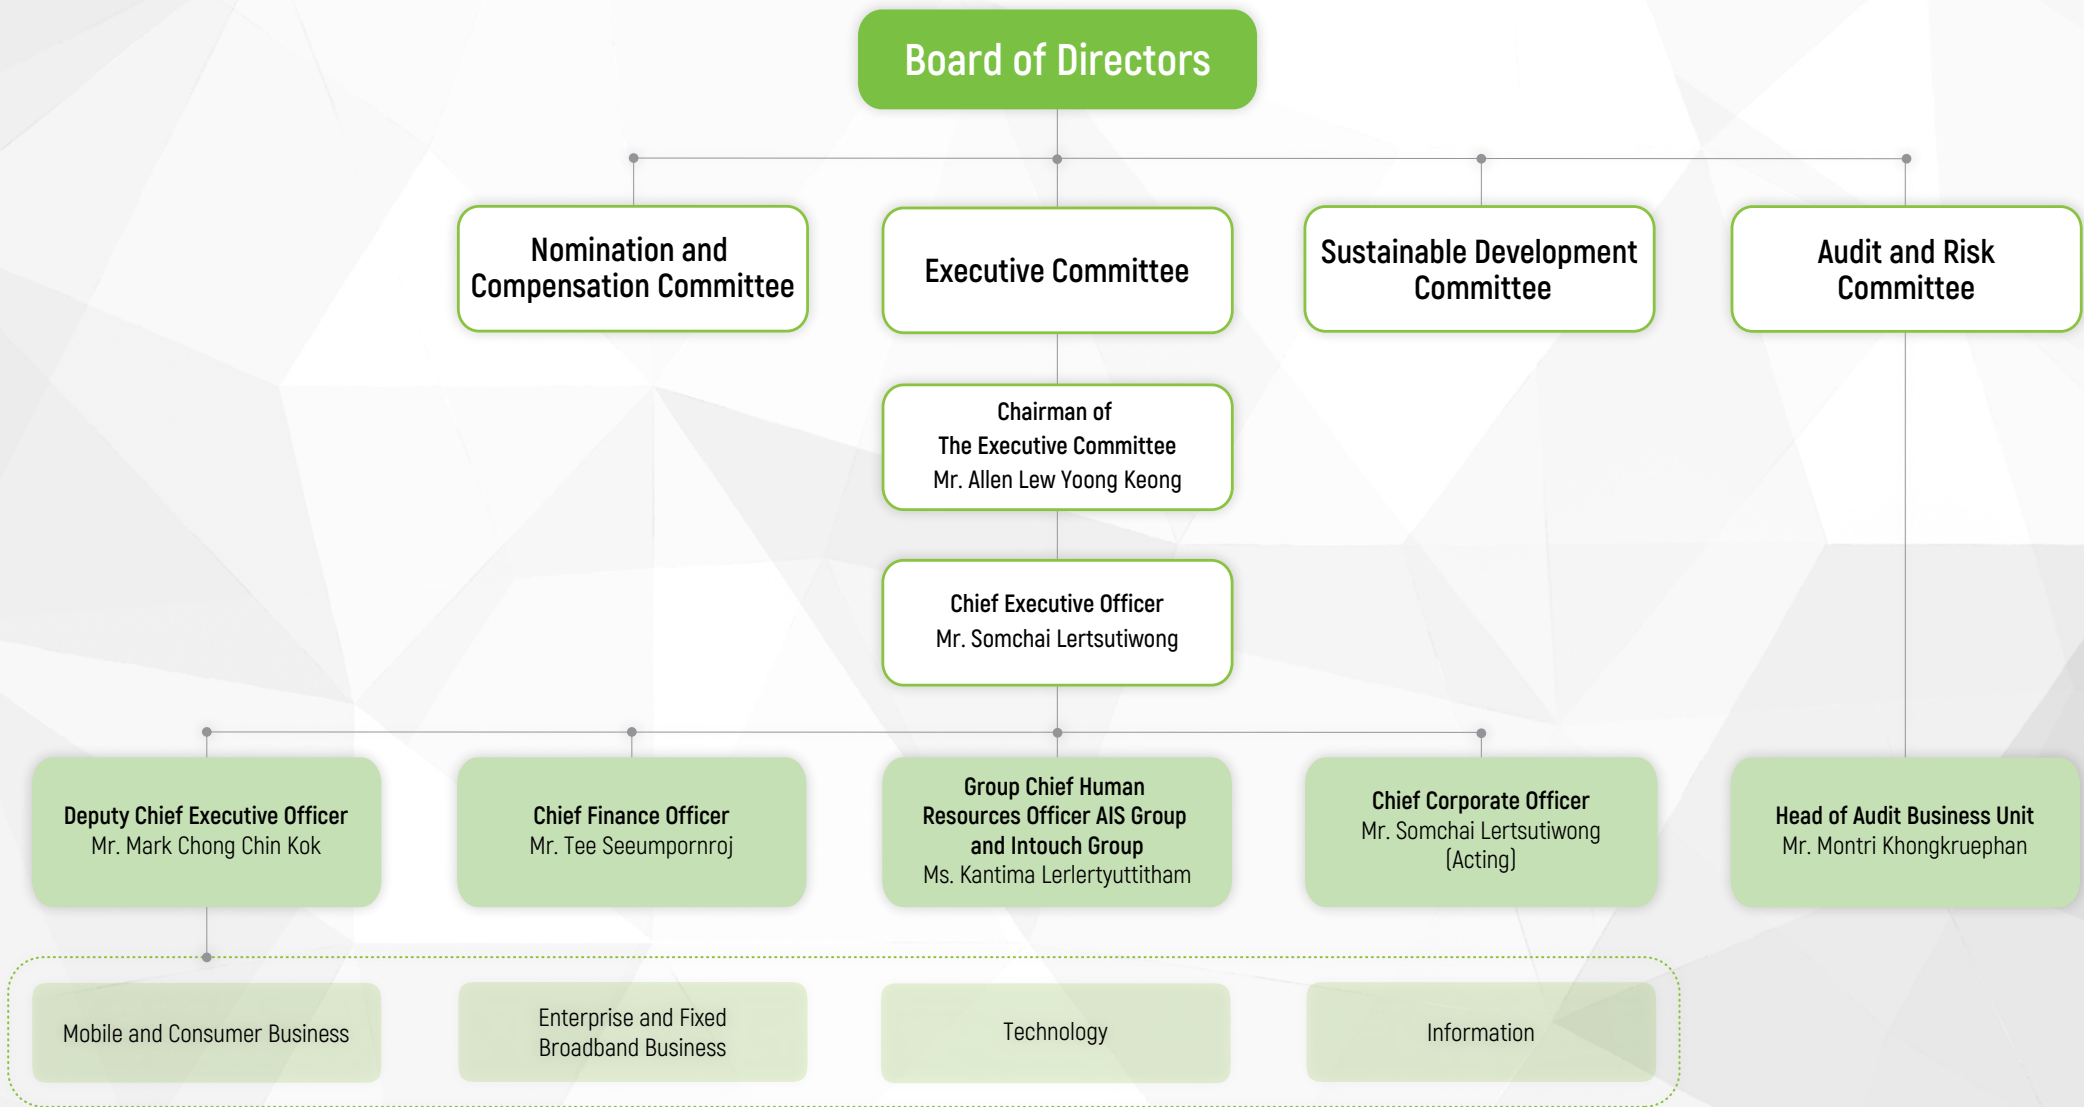 Board of Directors
Nomination and
Compensation Committee
Executive Committee
Sustainable Development
Committee
Audit and Risk
Committee
Chairman of
The Executive Committee
Mr. Allen Lew Yoong Keong
Chief Executive Officer
Mr. Somchai Lertsutiwong
Deputy Chief Executive Officer
Mr. Mark Chong Chin Kok
Chief Finance Officer
Mr. Tee Seeumpornroj
Group Chief Human
Resources Officer AIS Group
and Intouch Group
Ms. Kantima Lerlertyuttitham
Chief Corporate Officer
Mr. Somchai Lertsutiwong
(Acting)
Head of Audit Business Unit
Mr. Montri Khongkruephan
Mobile and Consumer Business
Enterprise and Fixed
Broadband Business
Technology
Information